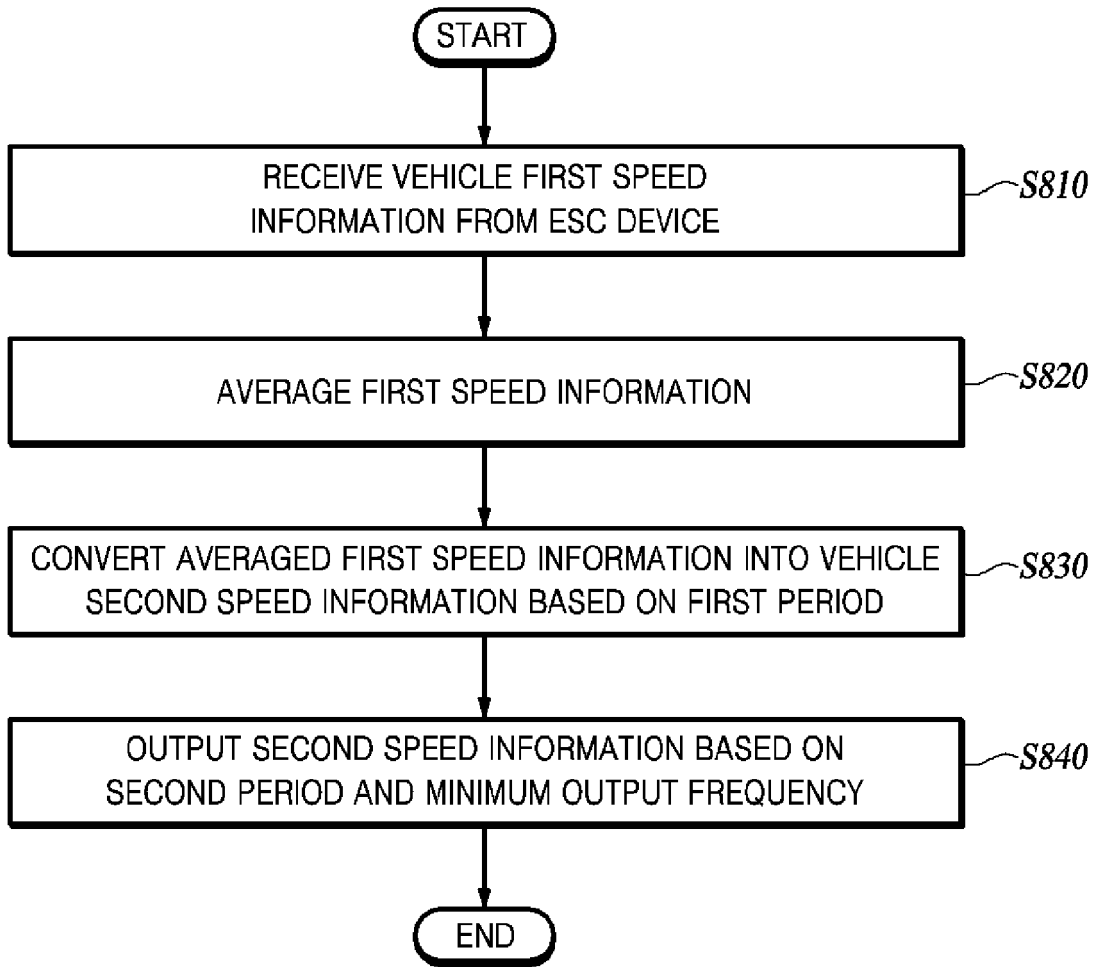 START
RECEIVE VEHICLE FIRST SPEED
INFORMATION FROM ESC DEVICE
S810
AVERAGE FIRST SPEED INFORMATION
S820
CONVERT AVERAGED FIRST SPEED INFORMATION INTO VEHICLE
SECOND SPEED INFORMATION BASED ON FIRST PERIOD
S830
OUTPUT SECOND SPEED INFORMATION BASED ON
SECOND PERIOD AND MINIMUM OUTPUT FREQUENCY
S840
END